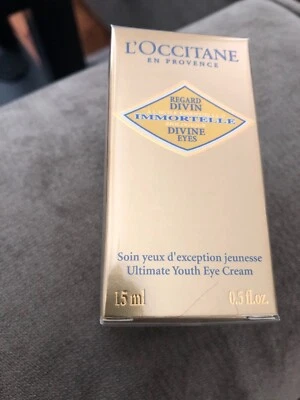 L'OCCITANE
EN PROVENCE
REGARD
DIVIN
IMMORTELLE
DIVINE
EYES
Soin yeux d'exception jeunesse
Ultimate Youth Eye Cream
15 ml 0.5 fl.oz.